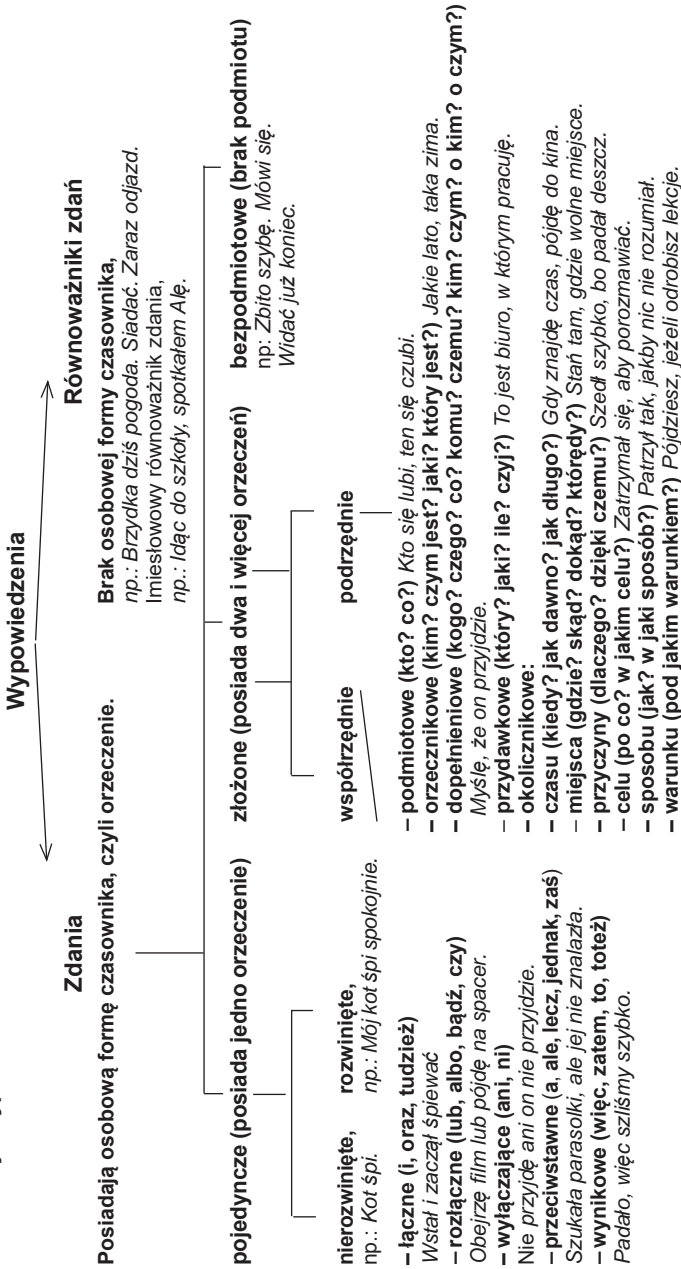 Wypowiedzenia
Zdania
Posiadają osobową formę czasownika, czyli orzeczenie.
Równoważniki zdań
Brak osobowej formy czasownika,
np.: Brzydka dziś pogoda. Siadać. Zaraz odjazd.
Imiesłowowy równoważnik zdania,
np.: Idąc do szkoły, spotkałem Alę.
pojedyncze (posiada jedno orzeczenie)
złożone (posiada dwa i więcej orzeczeń)
bezpodmiotowe (brak podmiotu)
np: Zbito szybę. Mówi się.
Widać już koniec.
nierozwinięte,
np.: Kot śpi.
rozwinięte,
np.: Mój kot śpi spokojnie.
współrzędnie
podrzędnie
– łączne (i, oraz, tudzież)
Wstał i zaczął śpiewać
– rozłączne (lub, albo, bądź, czy)
Obejrzę film lub pójdę na spacer.
– wyłączające (ani, ni)
Nie przyjdę ani on nie przyjdzie.
– przeciwstawne (a, ale, lecz, jednak, zaś)
Szukała parasolki, ale jej nie znalazła.
– wynikowe (więc, zatem, to, toteż)
Padało, więc szliśmy szybko.
– podmiotowe (kto? co?) Kto się lubi, ten się czubi.
– orzecznikowe (kim? czym jest? jaki? który jest?) Jakie lato, taka zima.
– dopełnieniowe (kogo? czego? co? komu? czemu? kim? czym? o kim? o czym?)
Myślę, że on przyjdzie.
– przydawkowe (który? jaki? ile? czyj?) To jest biuro, w którym pracuję.
– okolicznikowe:
– czasu (kiedy? jak dawno? jak długo?) Gdy znajdę czas, pójdę do kina.
– miejsca (gdzie? skąd? dokąd? którędy?) Stań tam, gdzie wolne miejsce.
– przyczyny (dlaczego? dzięki czemu?) Szedł szybko, bo padał deszcz.
– celu (po co? w jakim celu?) Zatrzymał się, aby porozmawiać.
– sposobu (jak? w jaki sposób?) Patrzył tak, jakby nic nie rozumiał.
– warunku (pod jakim warunkiem?) Pójdziesz, jeżeli odrobisz lekcje.